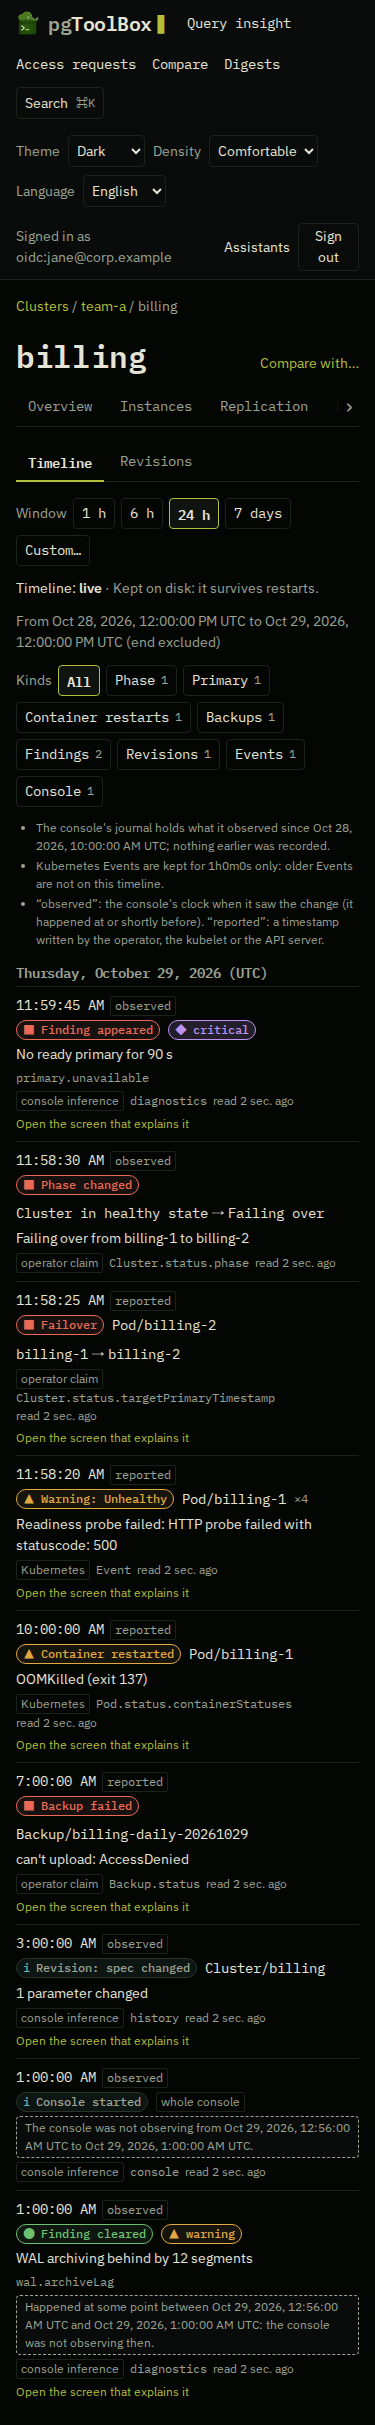 pgToolBox Query insight
Access requests Compare Digests
Search ⌘K
Theme Dark Density Comfortable
Language English
Signed in as
oidc:jane@corp.example
Assistants
Sign
out
Clusters / team-a / billing
billing
Compare with…
Overview Instances Replication ›
Timeline Revisions
Window 1 h 6 h 24 h 7 days
Custom…
Timeline: live · Kept on disk: it survives restarts.
From Oct 28, 2026, 12:00:00 PM UTC to Oct 29, 2026,
12:00:00 PM UTC (end excluded)
Kinds All Phase 1 Primary 1
Container restarts 1 Backups 1
Findings 2 Revisions 1 Events 1
Console 1
• The console's journal holds what it observed since Oct 28,
2026, 10:00:00 AM UTC; nothing earlier was recorded.
• Kubernetes Events are kept for 1h0m0s only: older Events
are not on this timeline.
• “observed”: the console's clock when it saw the change (it
happened at or shortly before). “reported”: a timestamp
written by the operator, the kubelet or the API server.
Thursday, October 29, 2026 (UTC)
11:59:45 AM observed
Finding appeared critical
No ready primary for 90 s
primary.unavailable
console inference diagnostics read 2 sec. ago
Open the screen that explains it
11:58:30 AM observed
Phase changed
Cluster in healthy state → Failing over
Failing over from billing-1 to billing-2
operator claim Cluster.status.phase read 2 sec. ago
11:58:25 AM reported
Failover Pod/billing-2
billing-1 → billing-2
operator claim
Cluster.status.targetPrimaryTimestamp
read 2 sec. ago
Open the screen that explains it
11:58:20 AM reported
Warning: Unhealthy Pod/billing-1 ×4
Readiness probe failed: HTTP probe failed with
statuscode: 500
Kubernetes Event read 2 sec. ago
Open the screen that explains it
10:00:00 AM reported
Container restarted Pod/billing-1
OOMKilled (exit 137)
Kubernetes Pod.status.containerStatuses
read 2 sec. ago
Open the screen that explains it
7:00:00 AM reported
Backup failed
Backup/billing-daily-20261029
can't upload: AccessDenied
operator claim Backup.status read 2 sec. ago
Open the screen that explains it
3:00:00 AM observed
i Revision: spec changed Cluster/billing
1 parameter changed
console inference history read 2 sec. ago
Open the screen that explains it
1:00:00 AM observed
i Console started whole console
The console was not observing from Oct 29, 2026, 12:56:00
AM UTC to Oct 29, 2026, 1:00:00 AM UTC.
console inference console read 2 sec. ago
1:00:00 AM observed
Finding cleared warning
WAL archiving behind by 12 segments
wal.archiveLag
Happened at some point between Oct 29, 2026, 12:56:00
AM UTC and Oct 29, 2026, 1:00:00 AM UTC: the console
was not observing then.
console inference diagnostics read 2 sec. ago
Open the screen that explains it